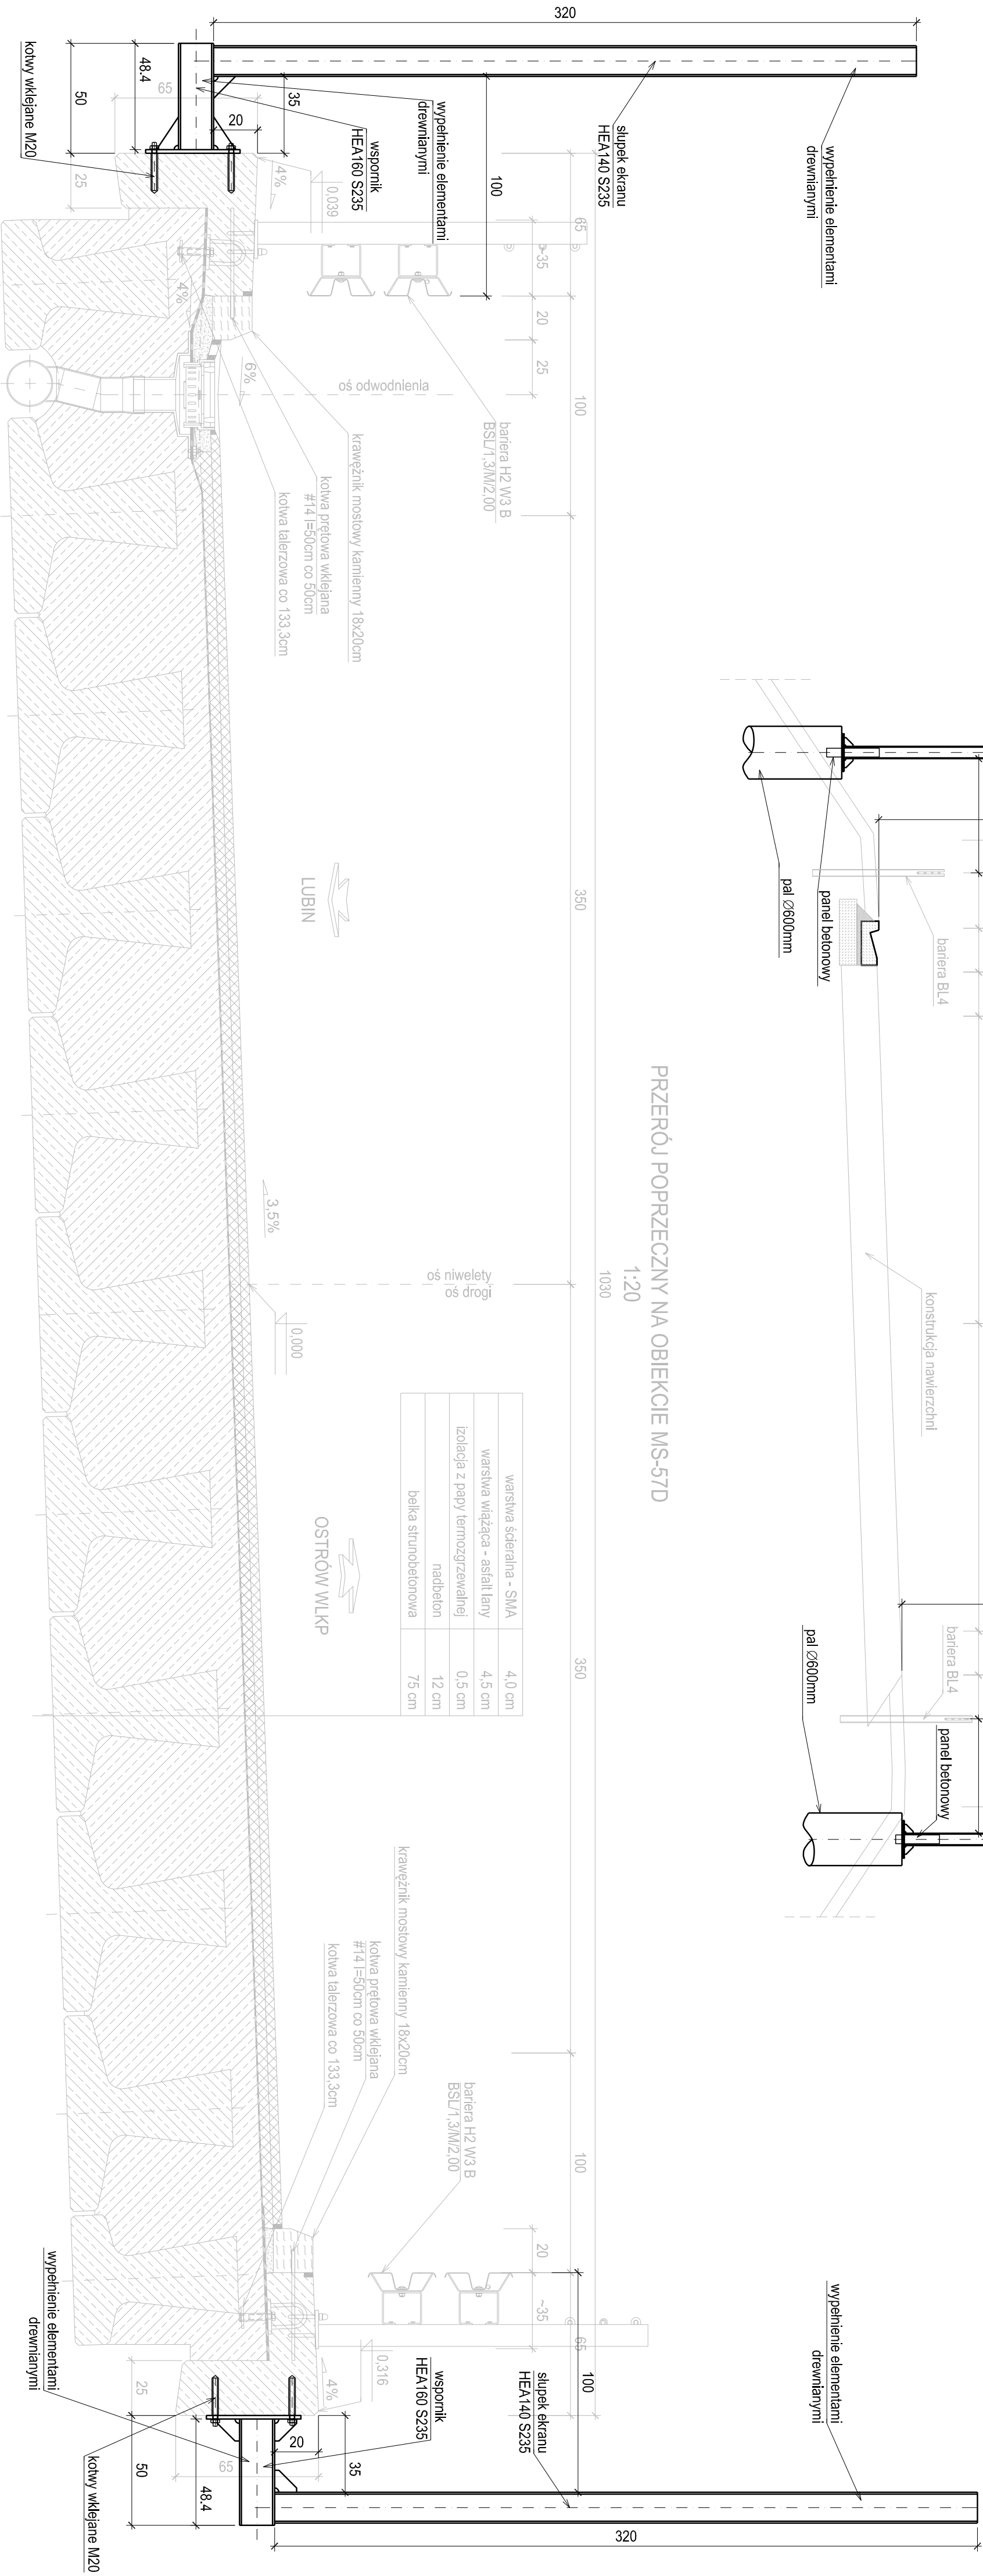 pal Ø600mm
panel betonowy
bariera BL4
konstrukcja nawierzchni
bariera BL4
panel betonowy
pal Ø600mm
PRZERÓJ POPRZECZNY NA OBIEKCIE MS-57D
1:20
1030
65
100
350
350
100
65
~35
20
25
20
~35
100
100
320
wypełnienie elementami
drewnianymi
słupek ekranu
HEA140 S235
wypełnienie elementami
drewnianymi
wspornik
HEA160 S235
35
20
65
48.4
50
25
kotwy wklejane M20
4%
0,039
4%
6%
oś odwodnienia
bariera H2 W3 B
BSL/1,3/M/2,00
krawężnik mostowy kamienny 18x20cm
kotwa prętowa wklejana
#14 l=50cm co 50cm
kotwa talerzowa co 133,3cm
LUBIN
3,5%
oś niwelety
oś drogi
0,000
warstwa ścieralna - SMA 4,0 cm
warstwa wiążąca - asfalt lany 4,5 cm
izolacja z papy termozgrzewalnej 0,5 cm
nadbeton 12 cm
belka strunobetonowa 75 cm
OSTRÓW WLKP
krawężnik mostowy kamienny 18x20cm
kotwa prętowa wklejana
#14 l=50cm co 50cm
kotwa talerzowa co 133,3cm
bariera H2 W3 B
BSL/1,3/M/2,00
0,316
4%
wypełnienie elementami
drewnianymi
słupek ekranu
HEA140 S235
wspornik
HEA160 S235
35
20
65
25
48.4
50
320
wypełnienie elementami
drewnianymi
kotwy wklejane M20